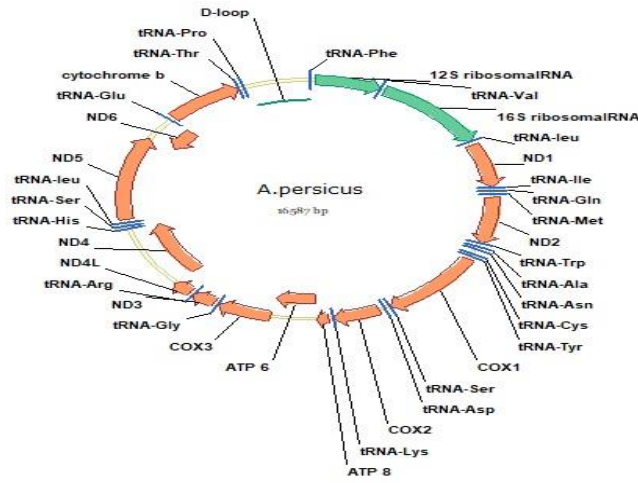 D-loop
tRNA-Pro
tRNA-Thr
cytochrome b
tRNA-Glu
ND6
ND5
tRNA-leu
tRNA-Ser
tRNA-His
ND4
ND4L
tRNA-Arg
ND3
tRNA-Gly
COX3
ATP 6
A.persicus
16587 bp
tRNA-Phe
12S ribosomalRNA
tRNA-Val
16S ribosomalRNA
tRNA-leu
ND1
tRNA-Ile
tRNA-Gln
tRNA-Met
ND2
tRNA-Trp
tRNA-Ala
tRNA-Asn
tRNA-Cys
tRNA-Tyr
COX1
tRNA-Ser
tRNA-Asp
COX2
tRNA-Lys
ATP 8